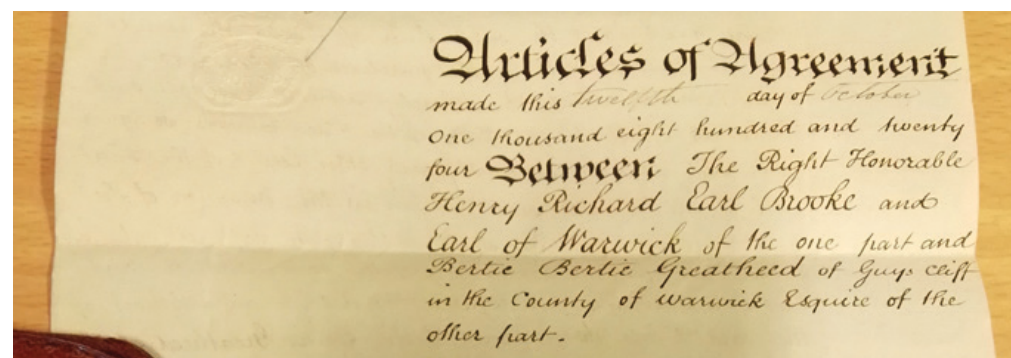 Articles of Agreement
made this twelfth day of October
one thousand eight hundred and twenty
four Between The Right Honorable
Henry Richard Earl Brooke and
Earl of Warwick of the one part and
Bertie Bertie Greatheed of Guys Cliff
in the County of Warwick Esquire of the
other part.